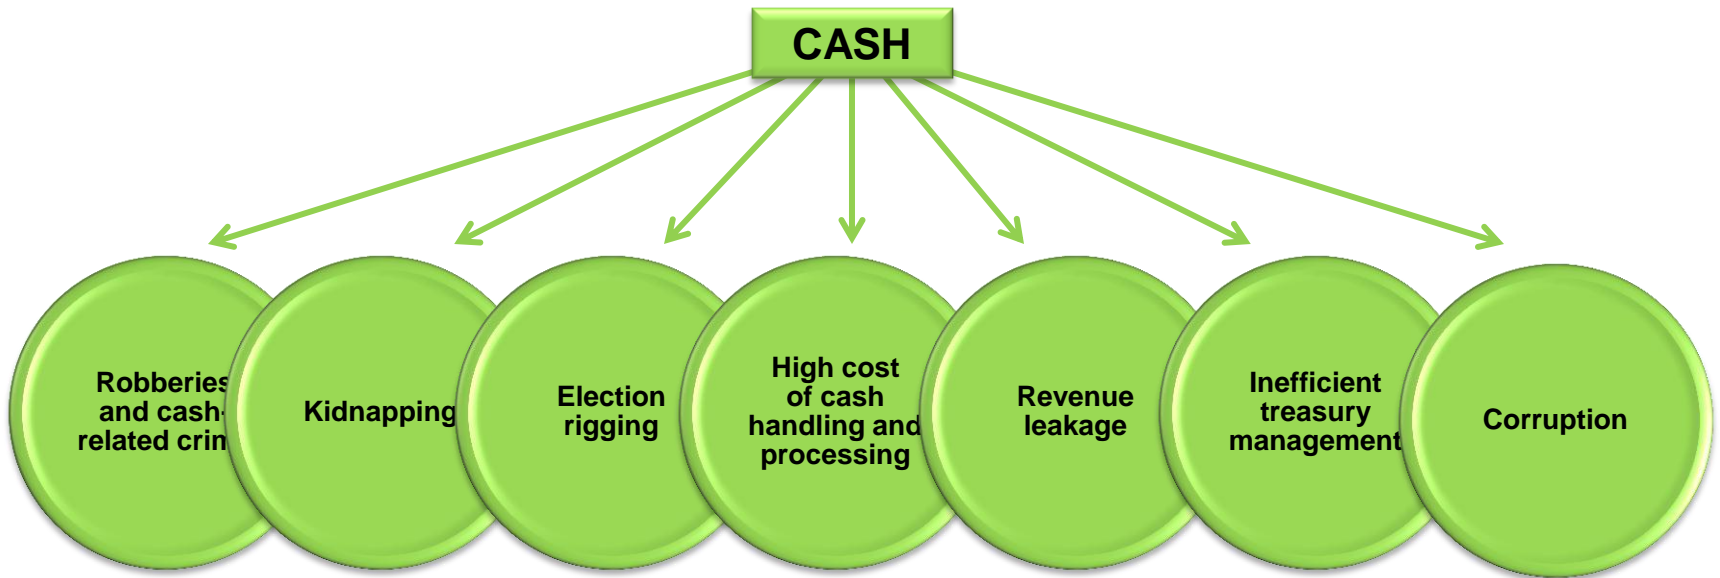 CASH
Robberies
and cash-
related crim
Kidnapping
Election
rigging
High cost
of cash
handling and
processing
Revenue
leakage
Inefficient
treasury
management
Corruption